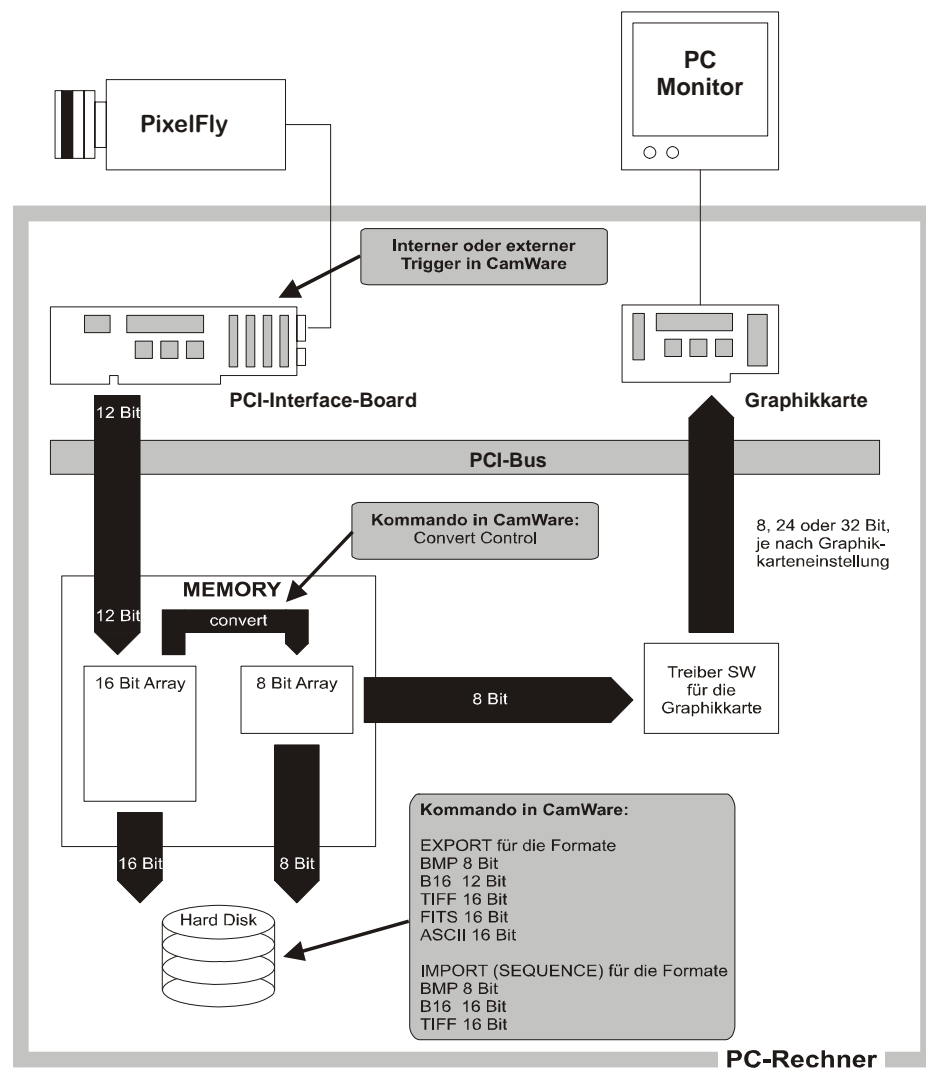 PC
Monitor
PixelFly
Interner oder externer
Trigger in CamWare
PCI-Interface-Board
Graphikkarte
12 Bit
PCI-Bus
Kommando in CamWare:
Convert Control
8, 24 oder 32 Bit,
je nach Graphik-
karteneinstellung
MEMORY
12 Bit
convert
16 Bit Array
8 Bit Array
8 Bit
Treiber SW
für die
Graphikkarte
16 Bit
8 Bit
Hard Disk
Kommando in CamWare:
EXPORT für die Formate
BMP 8 Bit
B16 12 Bit
TIFF 16 Bit
FITS 16 Bit
ASCII 16 Bit
IMPORT (SEQUENCE) für die Formate
BMP 8 Bit
B16 16 Bit
TIFF 16 Bit
PC-Rechner